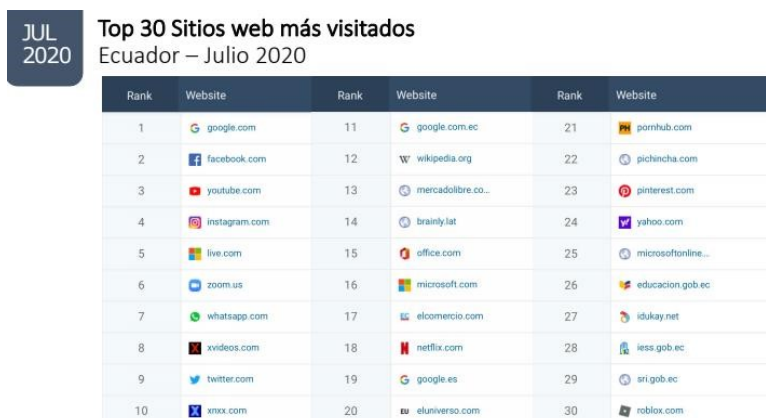 JUL
2020
Top 30 Sitios web más visitados
Ecuador – Julio 2020
Rank Website Rank Website Rank Website
1 google.com 11 google.com.ec 21 PH pornhub.com
2 facebook.com 12 W wikipedia.org 22 pichincha.com
3 youtube.com 13 mercadolibre.co... 23 pinterest.com
4 instagram.com 14 brainly.lat 24 yahoo.com
5 live.com 15 office.com 25 microsoftonline...
6 zoom.us 16 microsoft.com 26 educacion.gob.ec
7 whatsapp.com 17 EC elcomercio.com 27 idukay.net
8 X xvideos.com 18 N netflix.com 28 iess.gob.ec
9 twitter.com 19 G google.es 29 sri.gob.ec
10 X xnxx.com 20 EU eluniverso.com 30 roblox.com